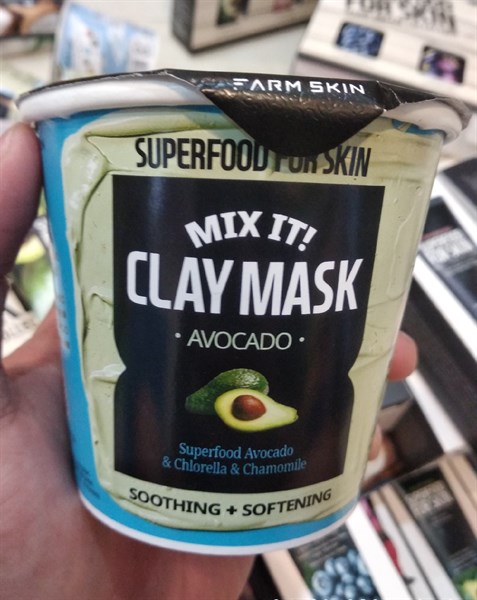 FARM SKIN
SUPERFOOD FOR SKIN
MIX IT!
CLAY MASK
• AVOCADO •
Superfood Avocado
& Chlorella & Chamomile
SOOTHING + SOFTENING